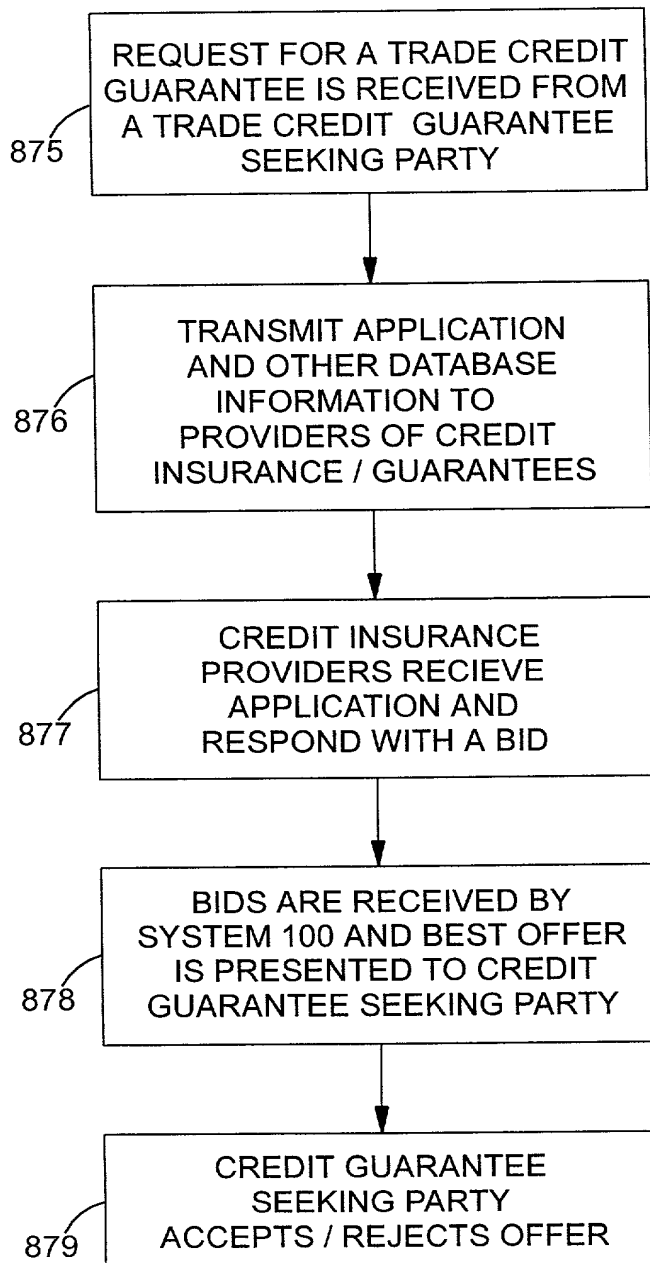 REQUEST FOR A TRADE CREDIT
GUARANTEE IS RECEIVED FROM
A TRADE CREDIT GUARANTEE
SEEKING PARTY
875
TRANSMIT APPLICATION
AND OTHER DATABASE
INFORMATION TO
PROVIDERS OF CREDIT
INSURANCE / GUARANTEES
876
CREDIT INSURANCE
PROVIDERS RECIEVE
APPLICATION AND
RESPOND WITH A BID
877
BIDS ARE RECEIVED BY
SYSTEM 100 AND BEST OFFER
IS PRESENTED TO CREDIT
GUARANTEE SEEKING PARTY
878
CREDIT GUARANTEE
SEEKING PARTY
ACCEPTS / REJECTS OFFER
879